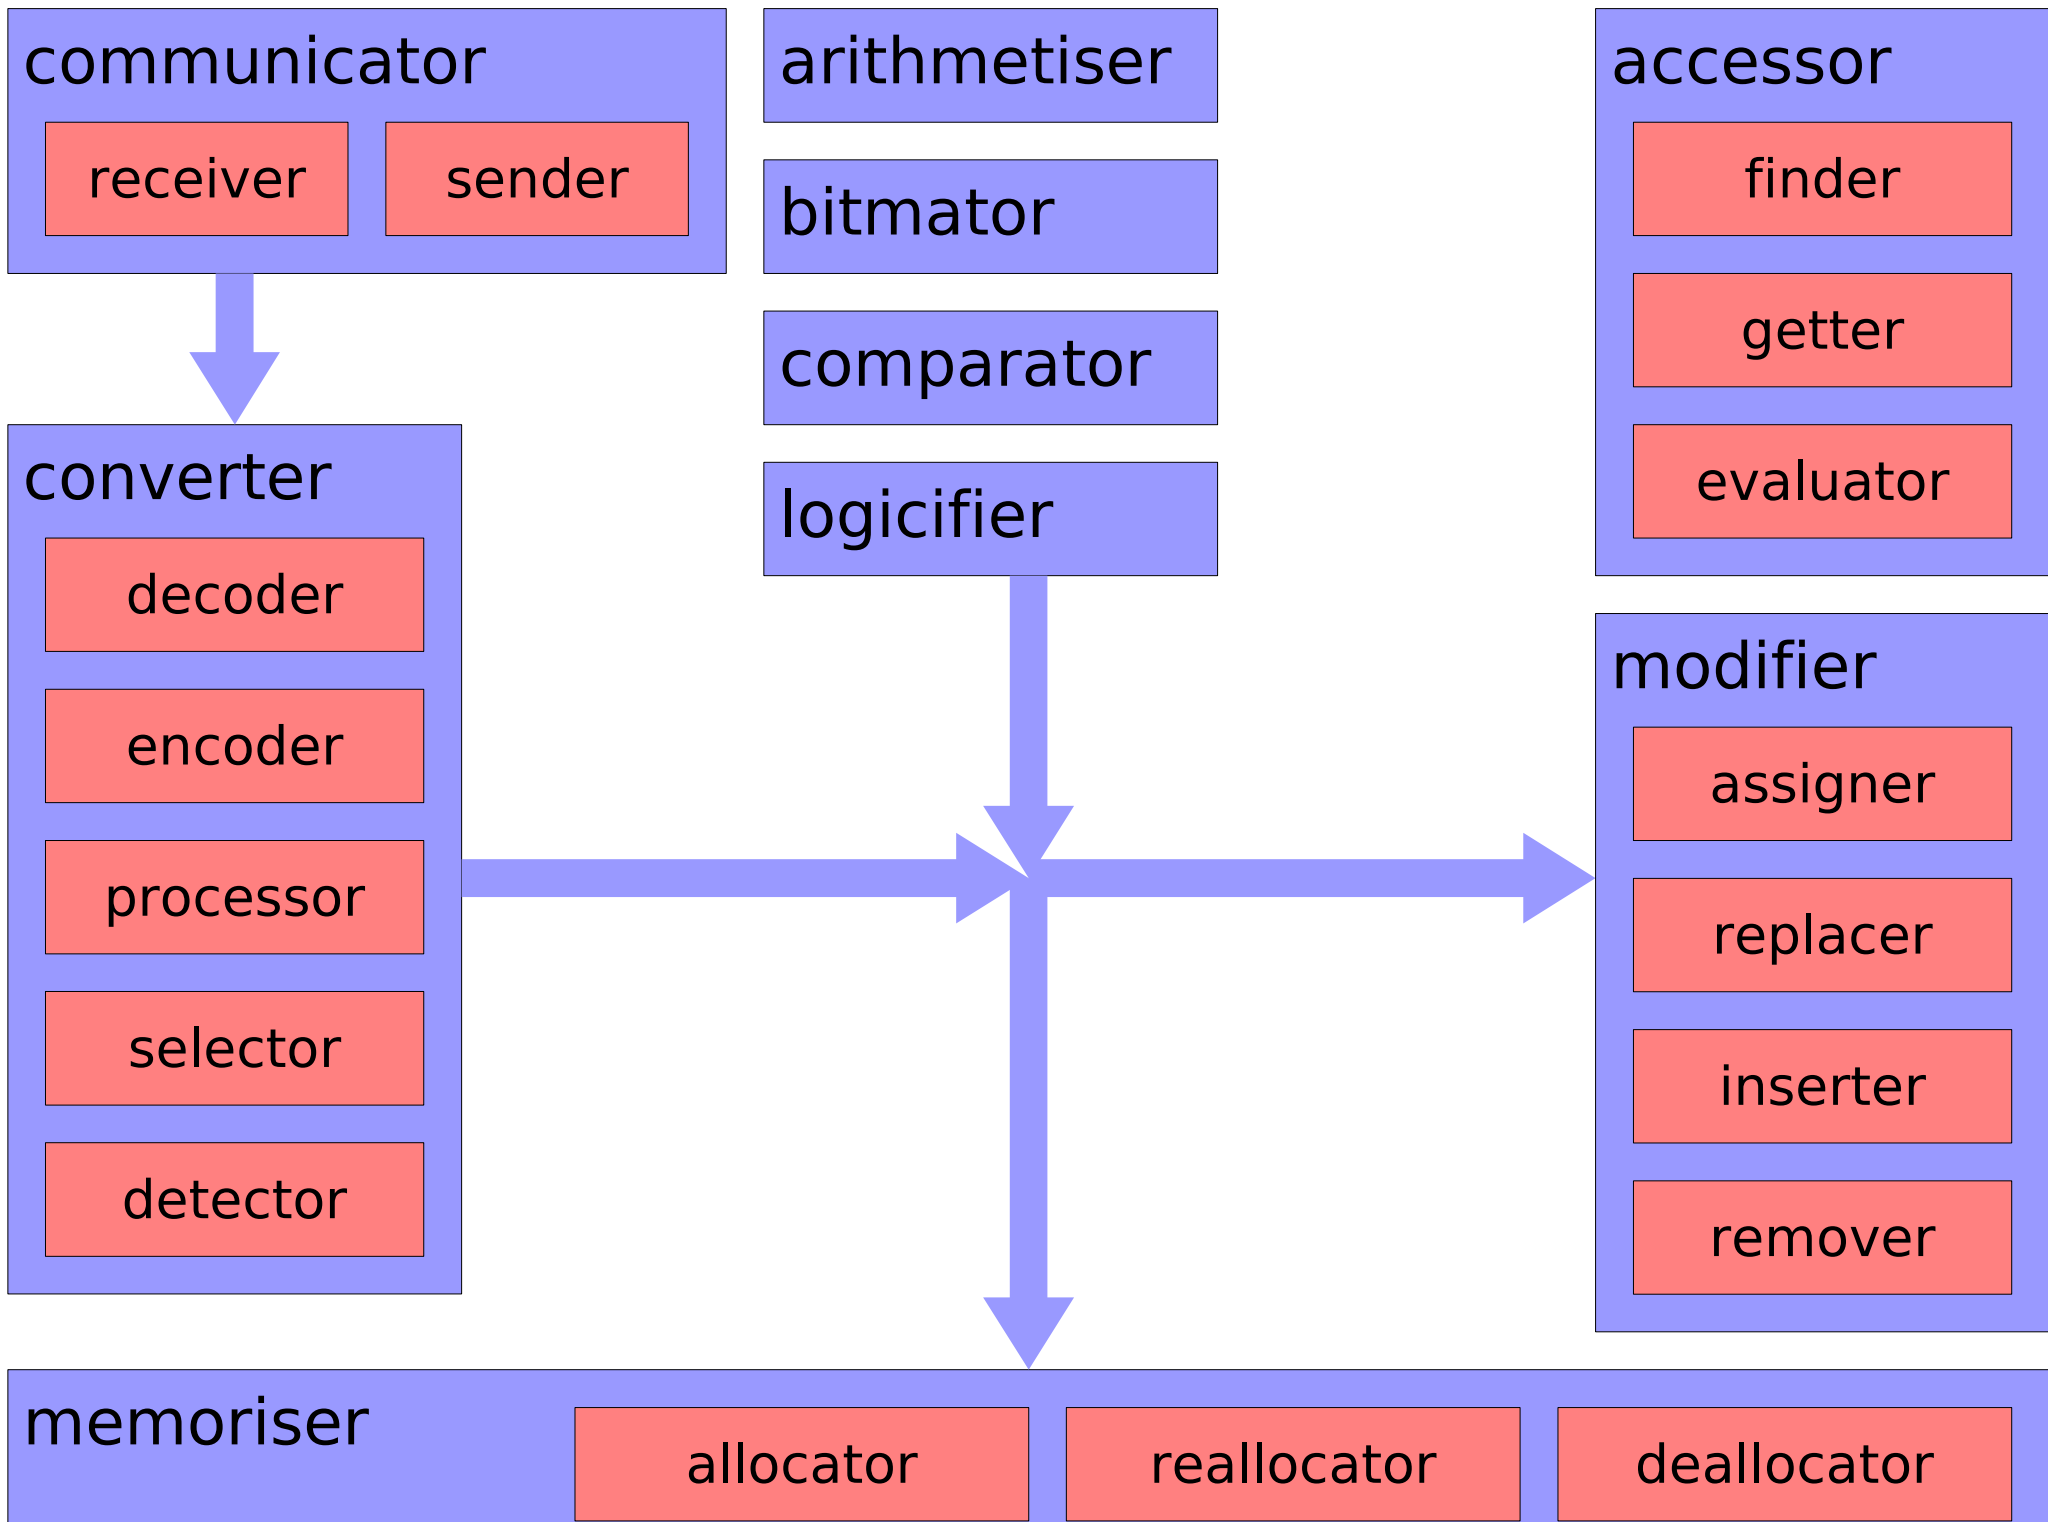 communicator
receiver
sender
converter
decoder
encoder
processor
selector
detector
arithmetiser
bitmator
comparator
logicifier
accessor
finder
getter
evaluator
modifier
assigner
replacer
inserter
remover
memoriser
allocator
reallocator
deallocator